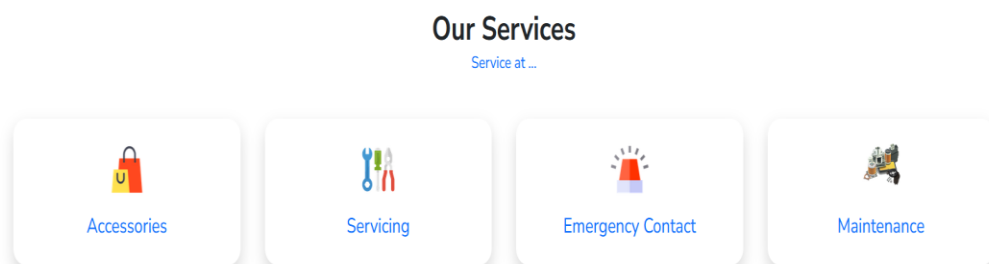 Our Services
Service at ...
Accessories
Servicing
Emergency Contact
Maintenance